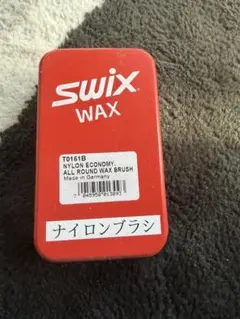 SWIX
WAX
T0161B
NYLON ECONOMY.
ALL ROUND WAX BRUSH
Made in Germany
ナイロンブラシ